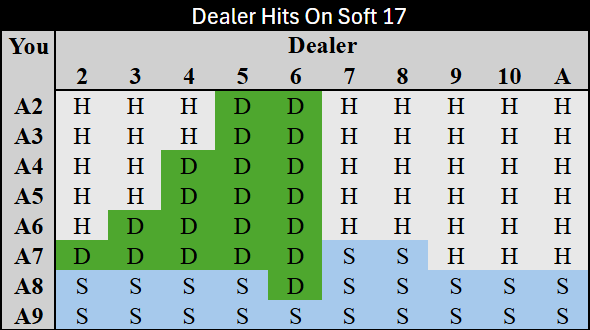 Dealer Hits On Soft 17
You Dealer
2 3 4 5 6 7 8 9 10 A
A2 H H H D D H H H H H
A3 H H H D D H H H H H
A4 H H D D D H H H H H
A5 H H D D D H H H H H
A6 H D D D D H H H H H
A7 D D D D D S S H H H
A8 S S S S D S S S S S
A9 S S S S S S S S S S